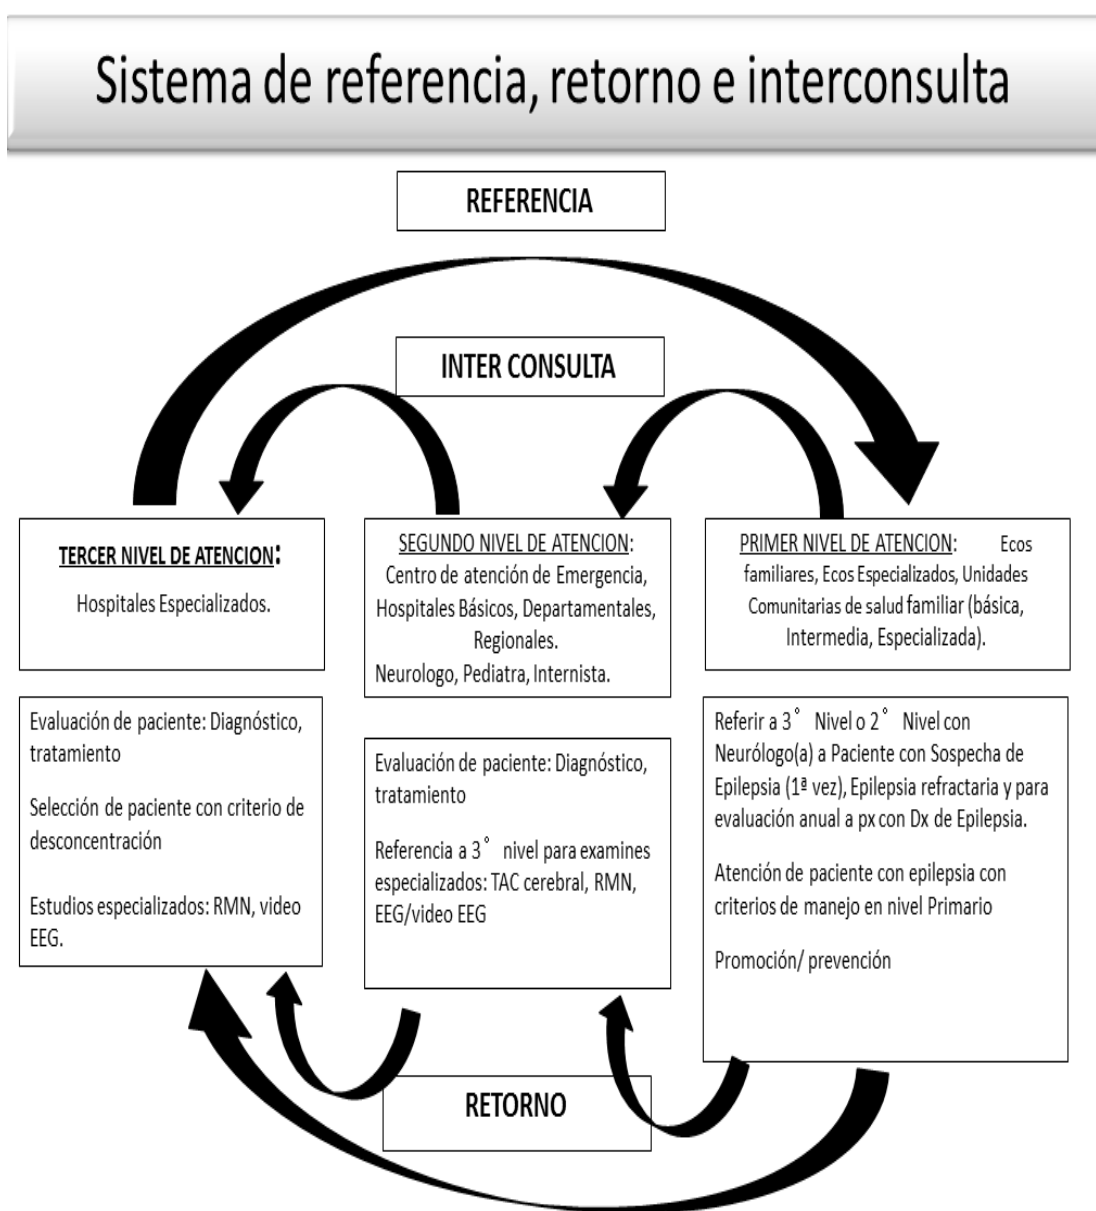 Sistema de referencia, retorno e interconsulta
REFERENCIA
INTER CONSULTA
TERCER NIVEL DE ATENCION:
Hospitales Especializados.
SEGUNDO NIVEL DE ATENCION:
Centro de atención de Emergencia,
Hospitales Básicos, Departamentales,
Regionales.
Neurologo, Pediatra, Internista.
PRIMER NIVEL DE ATENCION: Ecos
familiares, Ecos Especializados, Unidades
Comunitarias de salud familiar (básica,
Intermedia, Especializada).
Evaluación de paciente: Diagnóstico,
tratamiento
Selección de paciente con criterio de
desconcentración
Estudios especializados: RMN, video
EEG.
Evaluación de paciente: Diagnóstico,
tratamiento
Referencia a 3° nivel para examines
especializados: TAC cerebral, RMN,
EEG/video EEG
Referir a 3° Nivel o 2° Nivel con
Neurólogo(a) a Paciente con Sospecha de
Epilepsia (1ª vez), Epilepsia refractaria y para
evaluación anual a px con Dx de Epilepsia.
Atención de paciente con epilepsia con
criterios de manejo en nivel Primario
Promoción/ prevención
RETORNO